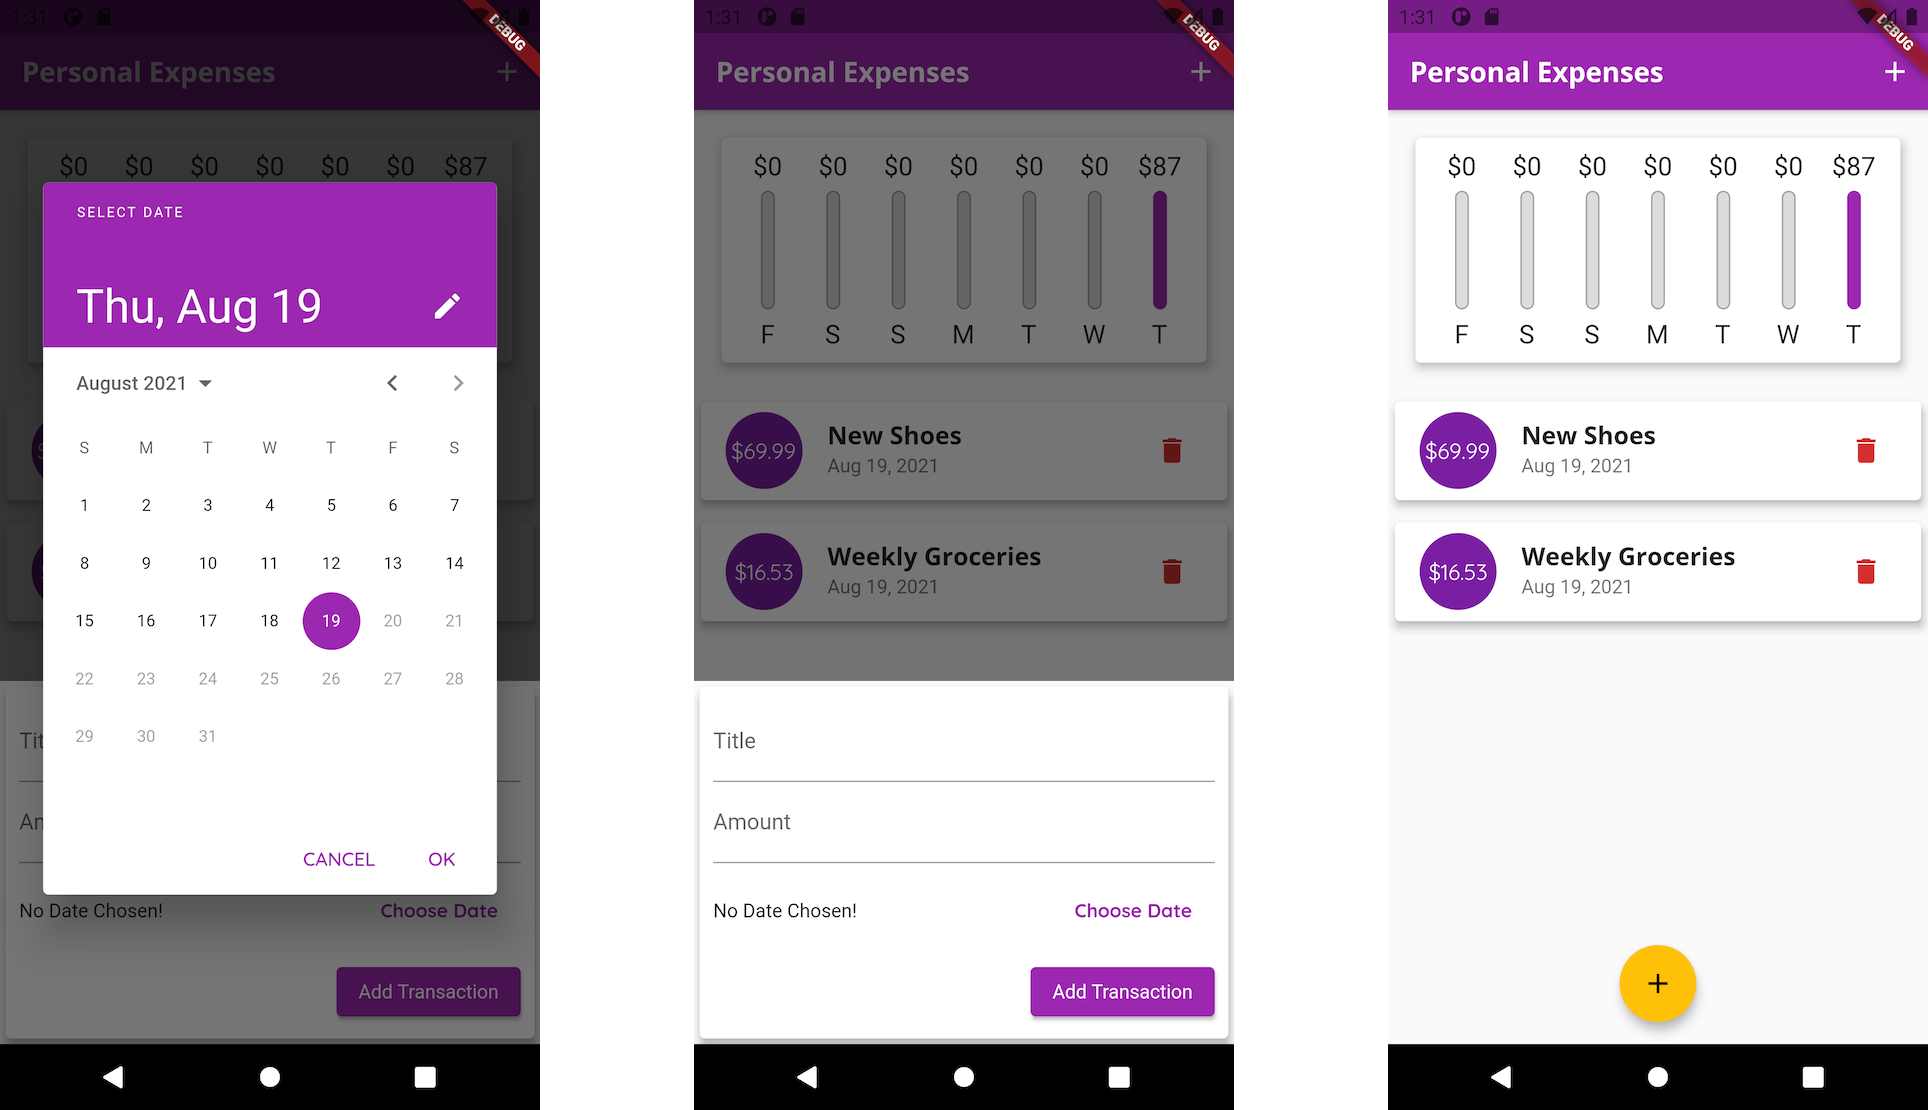 1:31
DEBUG
Personal Expenses
$0 $0 $0 $0 $0 $0 $87
SELECT DATE
Thu, Aug 19
August 2021
S M T W T F S
1 2 3 4 5 6 7
8 9 10 11 12 13 14
15 16 17 18 19 20 21
22 23 24 25 26 27 28
29 30 31
Tit
Am
CANCEL OK
No Date Chosen! Choose Date
Add Transaction
1:31
DEBUG
Personal Expenses
$0 $0 $0 $0 $0 $0 $87
F S S M T W T
$69.99
New Shoes
Aug 19, 2021
$16.53
Weekly Groceries
Aug 19, 2021
Title
Amount
No Date Chosen! Choose Date
Add Transaction
1:31
DEBUG
Personal Expenses
$0 $0 $0 $0 $0 $0 $87
F S S M T W T
$69.99
New Shoes
Aug 19, 2021
$16.53
Weekly Groceries
Aug 19, 2021